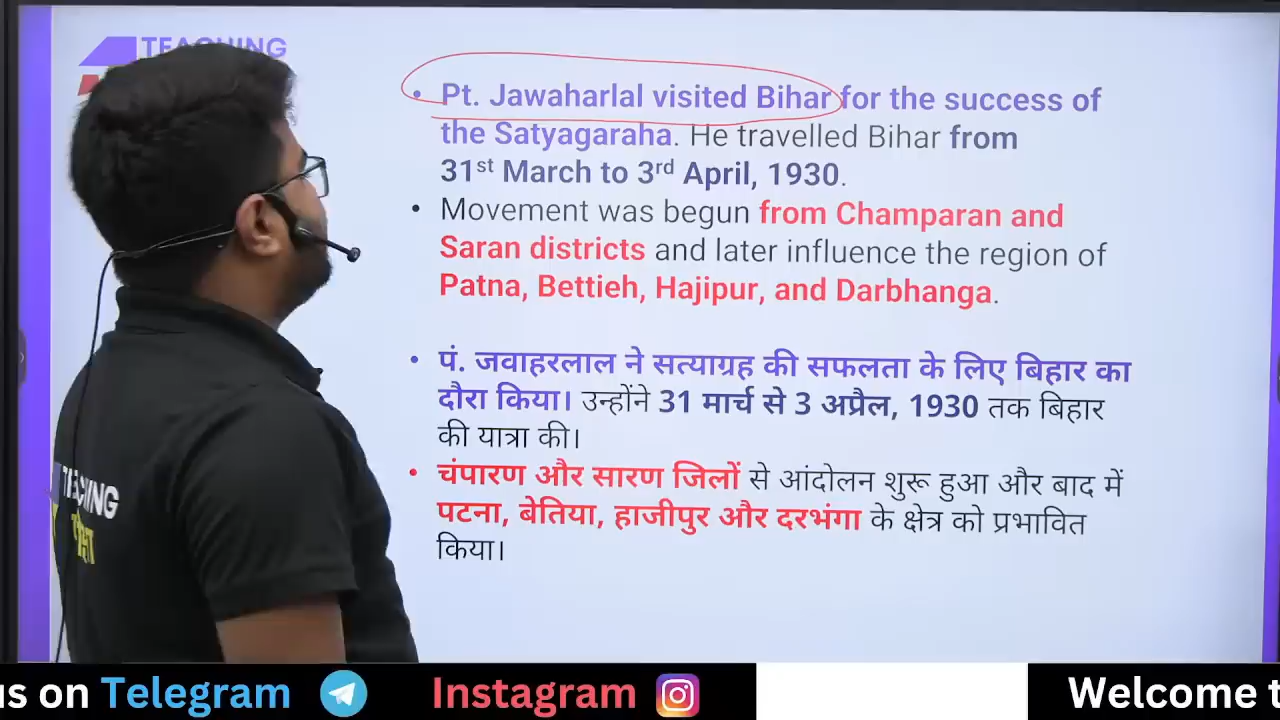 TEACHING
• Pt. Jawaharlal visited Bihar for the success of
the Satyagaraha. He travelled Bihar from
31st March to 3rd April, 1930.
• Movement was begun from Champaran and
Saran districts and later influence the region of
Patna, Bettieh, Hajipur, and Darbhanga.
• पं. जवाहरलाल ने सत्याग्रह की सफलता के लिए बिहार का
दौरा किया। उन्होंने 31 मार्च से 3 अप्रैल, 1930 तक बिहार
की यात्रा की।
• चंपारण और सारण जिलों से आंदोलन शुरू हुआ और बाद में
पटना, बेतिया, हाजीपुर और दरभंगा के क्षेत्र को प्रभावित
किया।
TEACHING
us on Telegram Instagram Welcome t